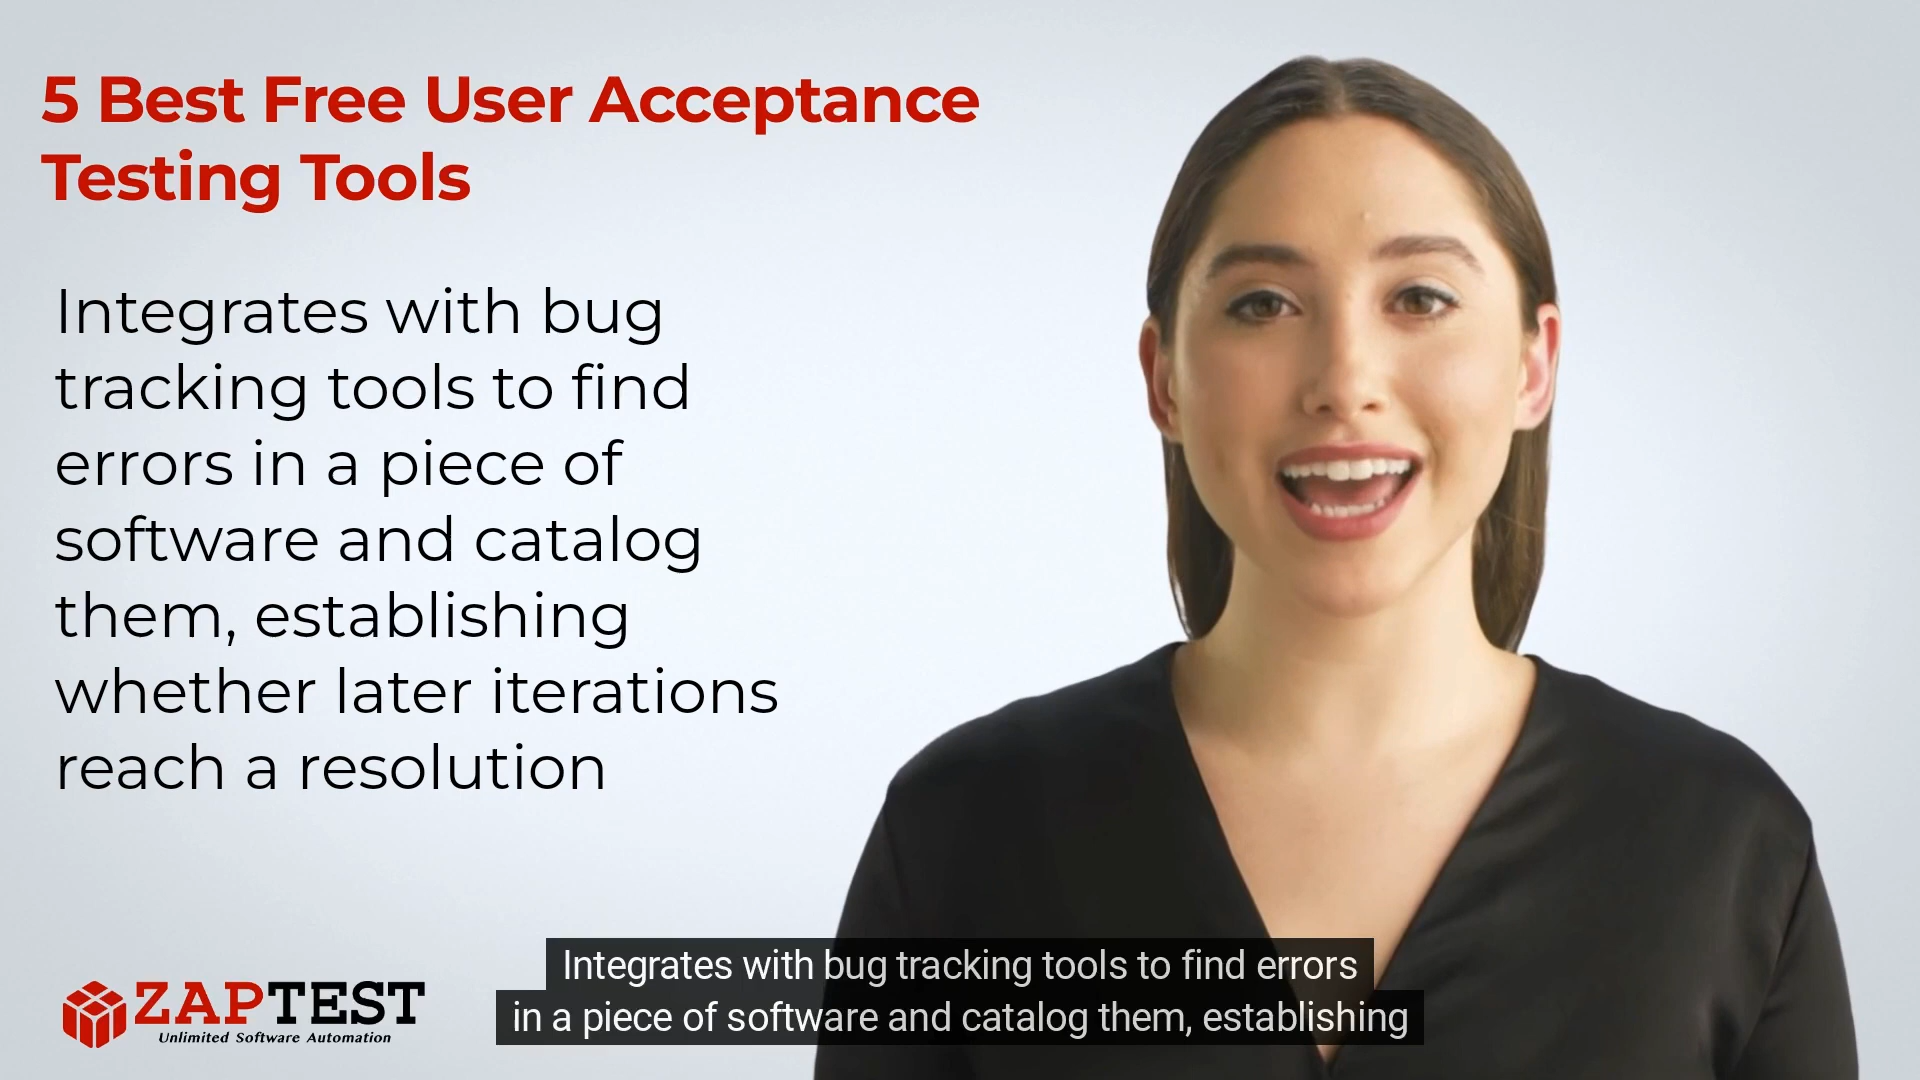 5 Best Free User Acceptance
Testing Tools
Integrates with bug
tracking tools to find
errors in a piece of
software and catalog
them, establishing
whether later iterations
reach a resolution
ZAPTEST
Unlimited Software Automation
Integrates with bug tracking tools to find errors
in a piece of software and catalog them, establishing